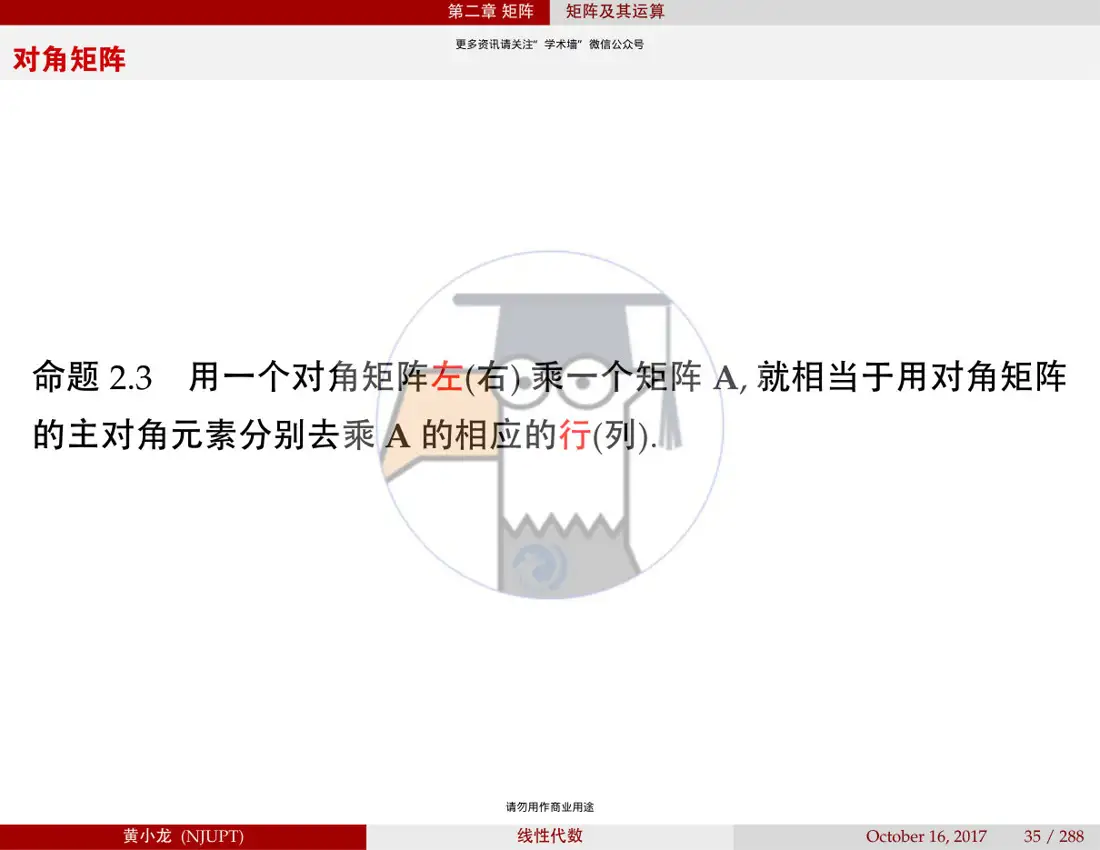 第二章 矩阵 矩阵及其运算
更多资讯请关注“学术墙”微信公众号
对角矩阵
命题 2.3 用一个对角矩阵左(右) 乘一个矩阵 A, 就相当于用对角矩阵
的主对角元素分别去乘 A 的相应的行(列).
请勿用作商业用途
黄小龙 (NJUPT) 线性代数 October 16, 2017 35 / 288